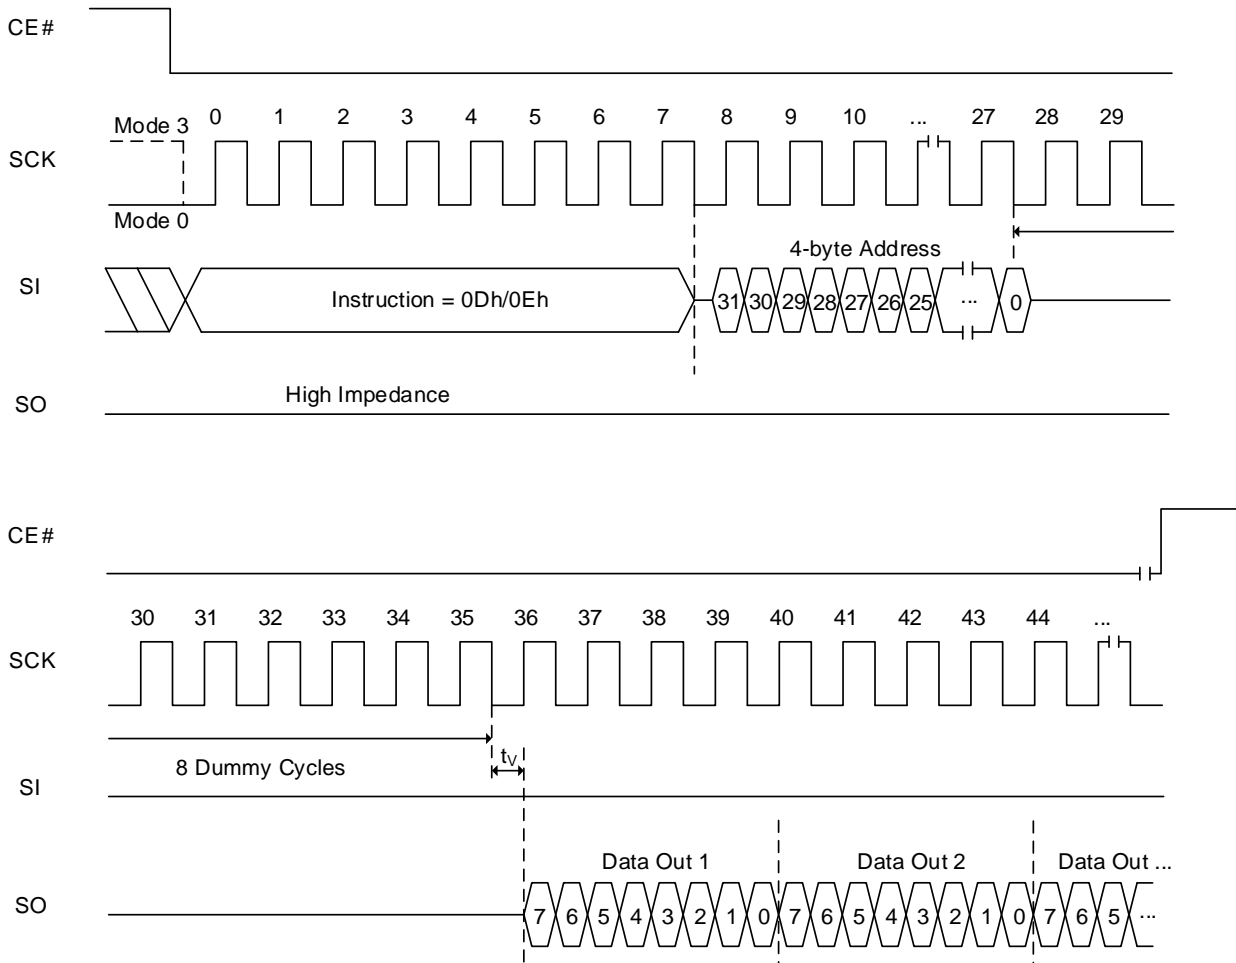 CE#
Mode 3
0 1 2 3 4 5 6 7 8 9 10 ... 27 28 29
SCK
Mode 0
4-byte Address
SI
Instruction = 0Dh/0Eh
31 30 29 28 27 26 25 ... 0
High Impedance
SO
CE#
30 31 32 33 34 35 36 37 38 39 40 41 42 43 44 ...
SCK
tV
8 Dummy Cycles
SI
Data Out 1 Data Out 2 Data Out ...
SO
7 6 5 4 3 2 1 0 7 6 5 4 3 2 1 0 7 6 5 ...